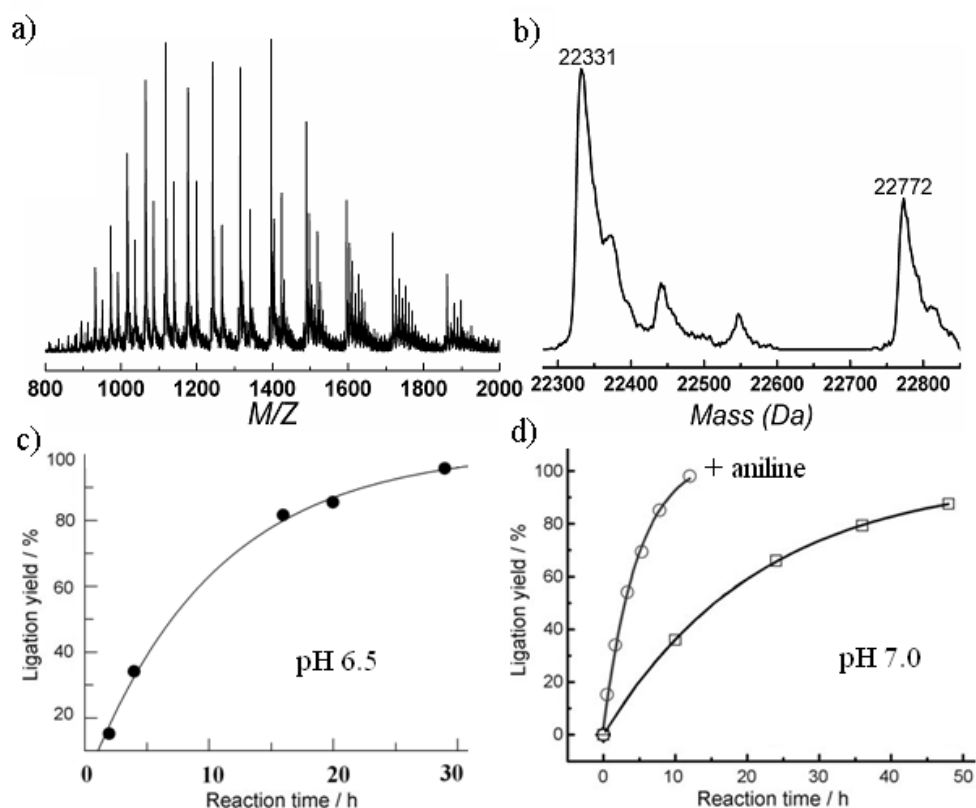 a)
800 1000 1200 1400 1600 1800 2000
M/Z
b)
22331
22772
22300 22400 22500 22600 22700 22800
Mass (Da)
c)
100
80
60
40
20
Ligation yield / %
pH 6.5
0 10 20 30
Reaction time / h
d)
+ aniline
100
80
60
40
20
0
Ligation yield / %
pH 7.0
0 10 20 30 40 50
Reaction time / h